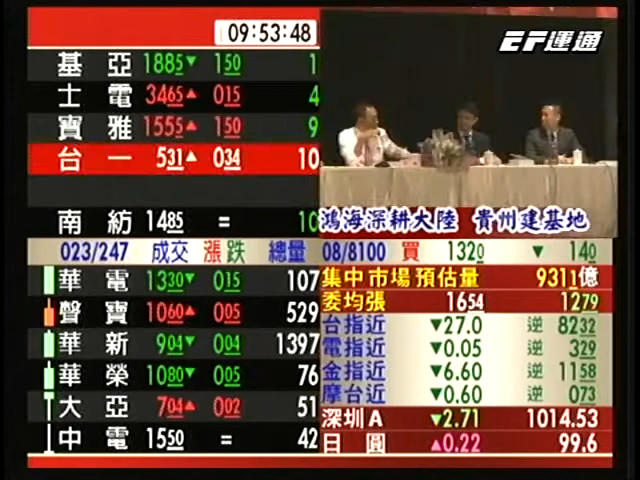 09:53:48
EF運通
基 亞 1885▼ 150 1
士 電 3465▲ 015 4
寶 雅 1555▲ 150 9
台 一 531▲ 034 10
南 紡 1485 = 10
鴻海深耕大陸 貴州建基地
023/247 成交 漲跌 總量
08/8100 買 1320 ▼ 140
華 電 1330▼ 015 107
聲 寶 1060▲ 005 529
華 新 904▼ 004 1397
華 榮 1080▼ 005 76
大 亞 704▲ 002 51
中 電 1550 = 42
集中市場預估量 9311億
委均張 1654 1279
台指近 ▼27.0 逆 8232
電指近 ▼0.05 逆 329
金指近 ▼6.60 逆 1158
摩台近 ▼0.60 逆 073
深圳A ▼2.71 1014.53
日 圓 ▲0.22 99.6